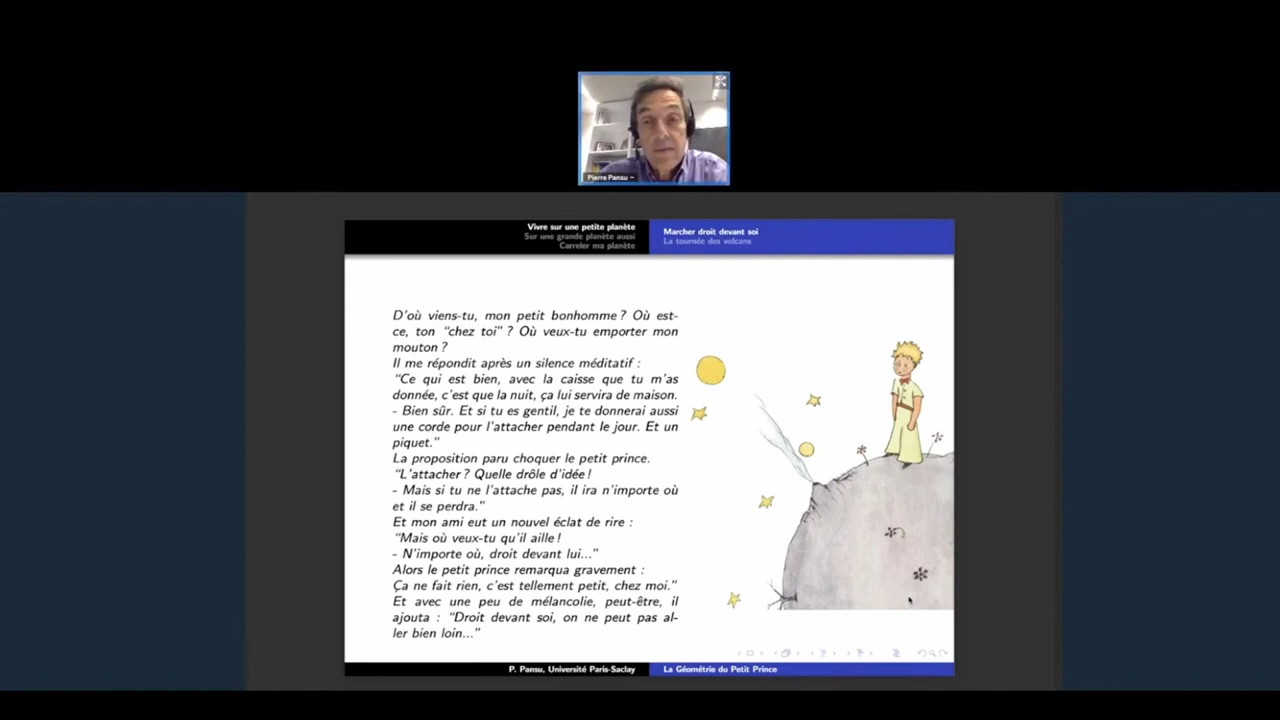 Pierre Pansu
Vivre sur une petite planète
Sur une grande planète aussi
Carreler ma planète
Marcher droit devant soi
La tournée des volcans
D'où viens-tu, mon petit bonhomme ? Où est-
ce, ton “chez toi” ? Où veux-tu emporter mon
mouton ?
Il me répondit après un silence méditatif :
“Ce qui est bien, avec la caisse que tu m'as
donnée, c'est que la nuit, ça lui servira de maison.
- Bien sûr. Et si tu es gentil, je te donnerai aussi
une corde pour l'attacher pendant le jour. Et un
piquet.”
La proposition paru choquer le petit prince.
“L'attacher ? Quelle drôle d'idée !
- Mais si tu ne l'attache pas, il ira n'importe où
et il se perdra.”
Et mon ami eut un nouvel éclat de rire :
“Mais où veux-tu qu'il aille !
- N'importe où, droit devant lui...”
Alors le petit prince remarqua gravement :
Ça ne fait rien, c'est tellement petit, chez moi.”
Et avec une peu de mélancolie, peut-être, il
ajouta : “Droit devant soi, on ne peut pas al-
ler bien loin...”
P. Pansu, Université Paris-Saclay
La Géométrie du Petit Prince